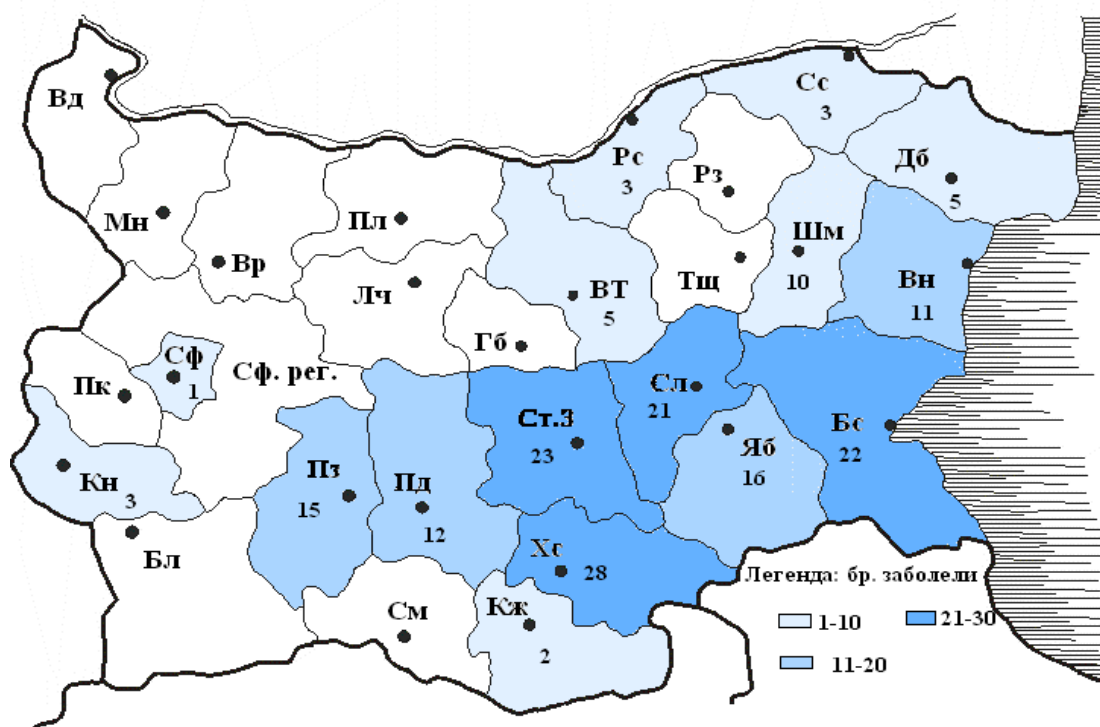 Вд
Сс
3
Рс
3
Рз
Дб
5
Мн
Пл
Шм
10
Вр
Лч
ВТ
5
Тщ
Вн
11
Гб
Сф
1
Сф. рег.
Пк
Сл
21
Ст.З
23
Бс
22
Яб
16
Кн
3
Пз
15
Пд
12
Бл
Хс
28
См
Кж
2
Легенда: бр. заболели
1-10
21-30
11-20